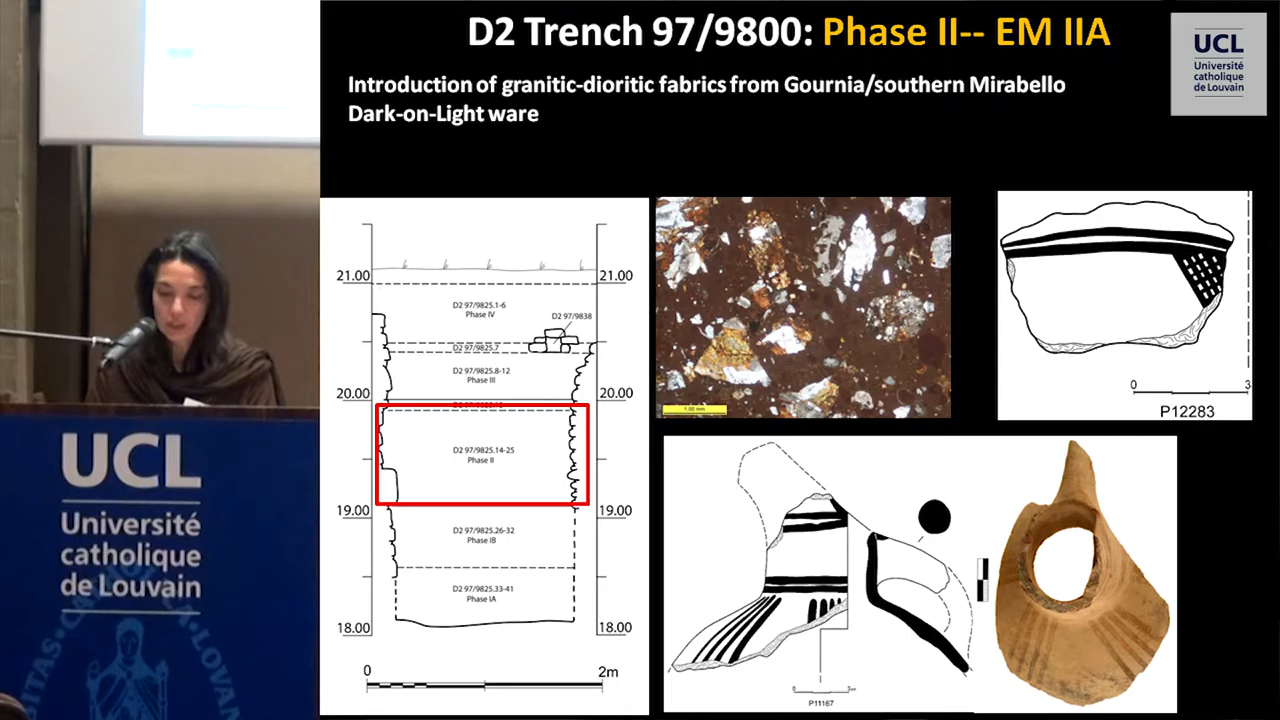 D2 Trench 97/9800: Phase II-- EM IIA
UCL
Université
catholique
de Louvain
Introduction of granitic-dioritic fabrics from Gournia/southern Mirabello
Dark-on-Light ware
21.00
21.00
D2 97/9825.1-6
Phase IV
D2 97/9838
D2 97/9825.7
D2 97/9825.8-12
Phase III
20.00
20.00
D2 97/9825.14-25
Phase II
19.00
19.00
D2 97/9825.26-32
Phase IB
D2 97/9825.33-41
Phase IA
18.00
18.00
0
2m
1.00 mm
0
3
P12283
0
P11167
UCL
Université
catholique
de Louvain